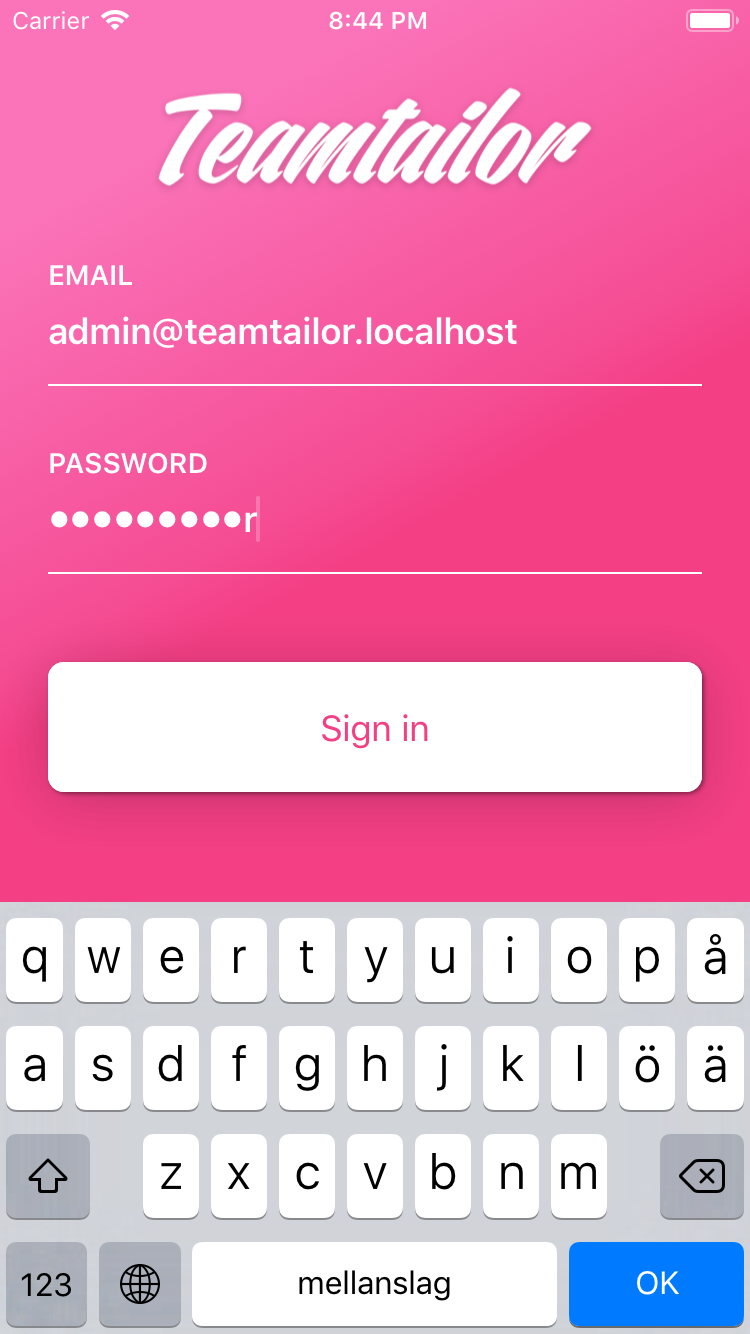 Carrier 8:44 PM
Teamtailor
EMAIL
admin@teamtailor.localhost
PASSWORD
•••••••••r
Sign in
q w e r t y u i o p å
a s d f g h j k l ö ä
z x c v b n m
123 mellanslag OK